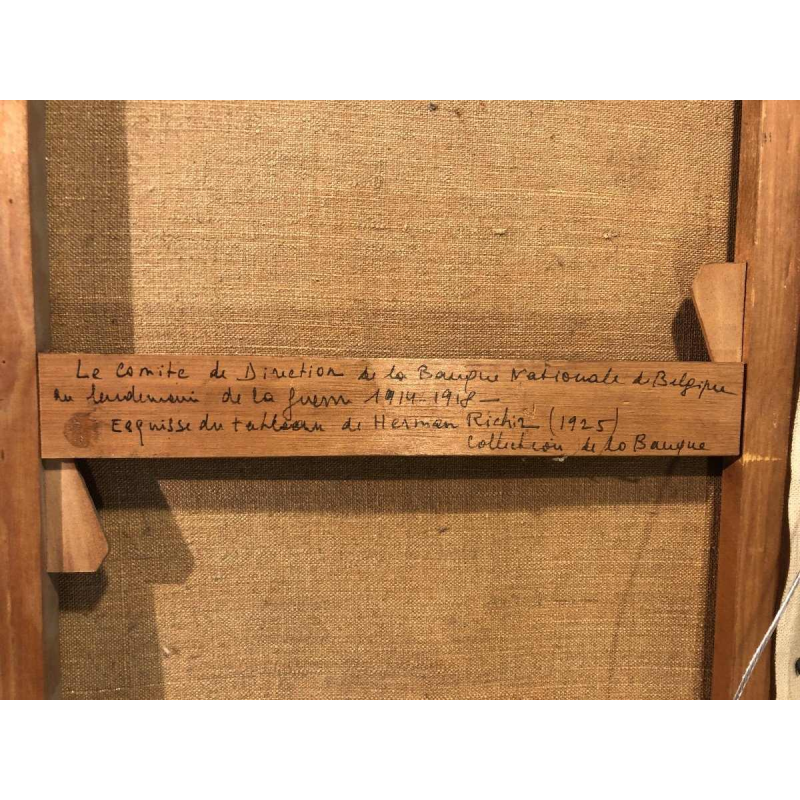 Le Comité de Direction de la Banque Nationale de Belgique
au lendemain de la guerre 1914-1918 —
Esquisse du tableau de Herman Richir (1925)
Collection de la Banque